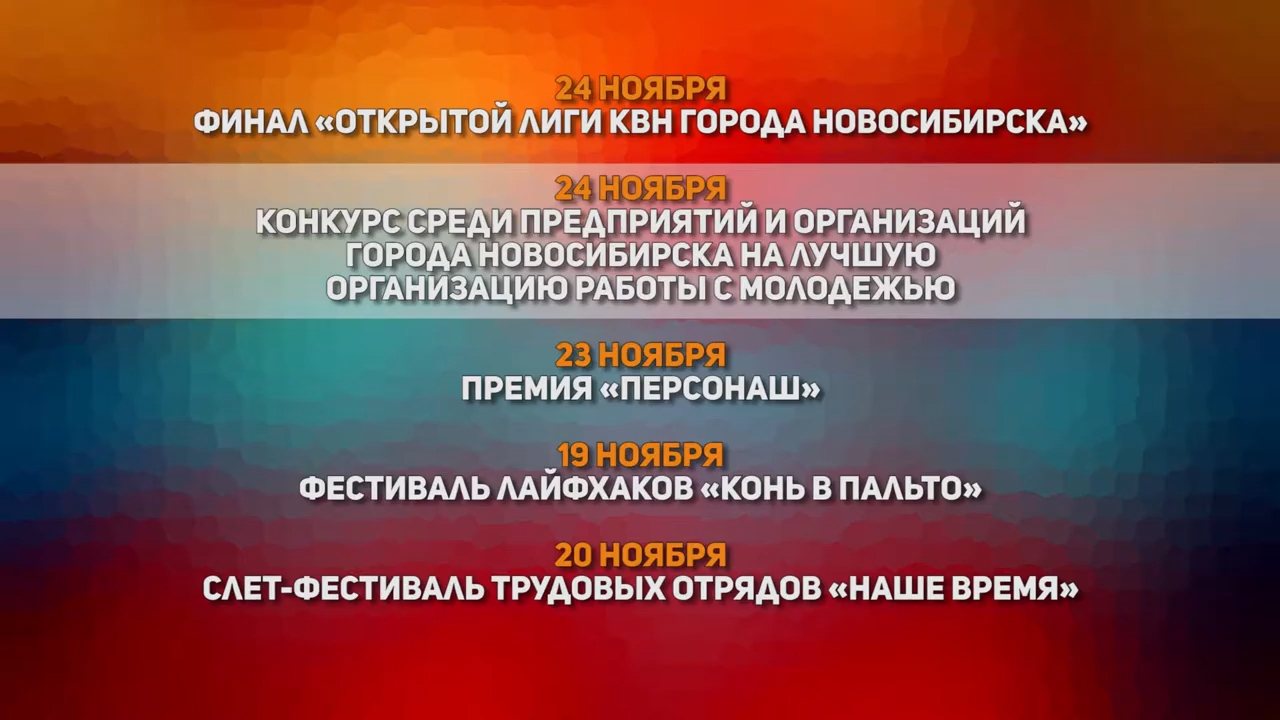 24 НОЯБРЯ
ФИНАЛ «ОТКРЫТОЙ ЛИГИ КВН ГОРОДА НОВОСИБИРСКА»
24 НОЯБРЯ
КОНКУРС СРЕДИ ПРЕДПРИЯТИЙ И ОРГАНИЗАЦИЙ
ГОРОДА НОВОСИБИРСКА НА ЛУЧШУЮ
ОРГАНИЗАЦИЮ РАБОТЫ С МОЛОДЕЖЬЮ
23 НОЯБРЯ
ПРЕМИЯ «ПЕРСОНАШ»
19 НОЯБРЯ
ФЕСТИВАЛЬ ЛАЙФХАКОВ «КОНЬ В ПАЛЬТО»
20 НОЯБРЯ
СЛЕТ-ФЕСТИВАЛЬ ТРУДОВЫХ ОТРЯДОВ «НАШЕ ВРЕМЯ»